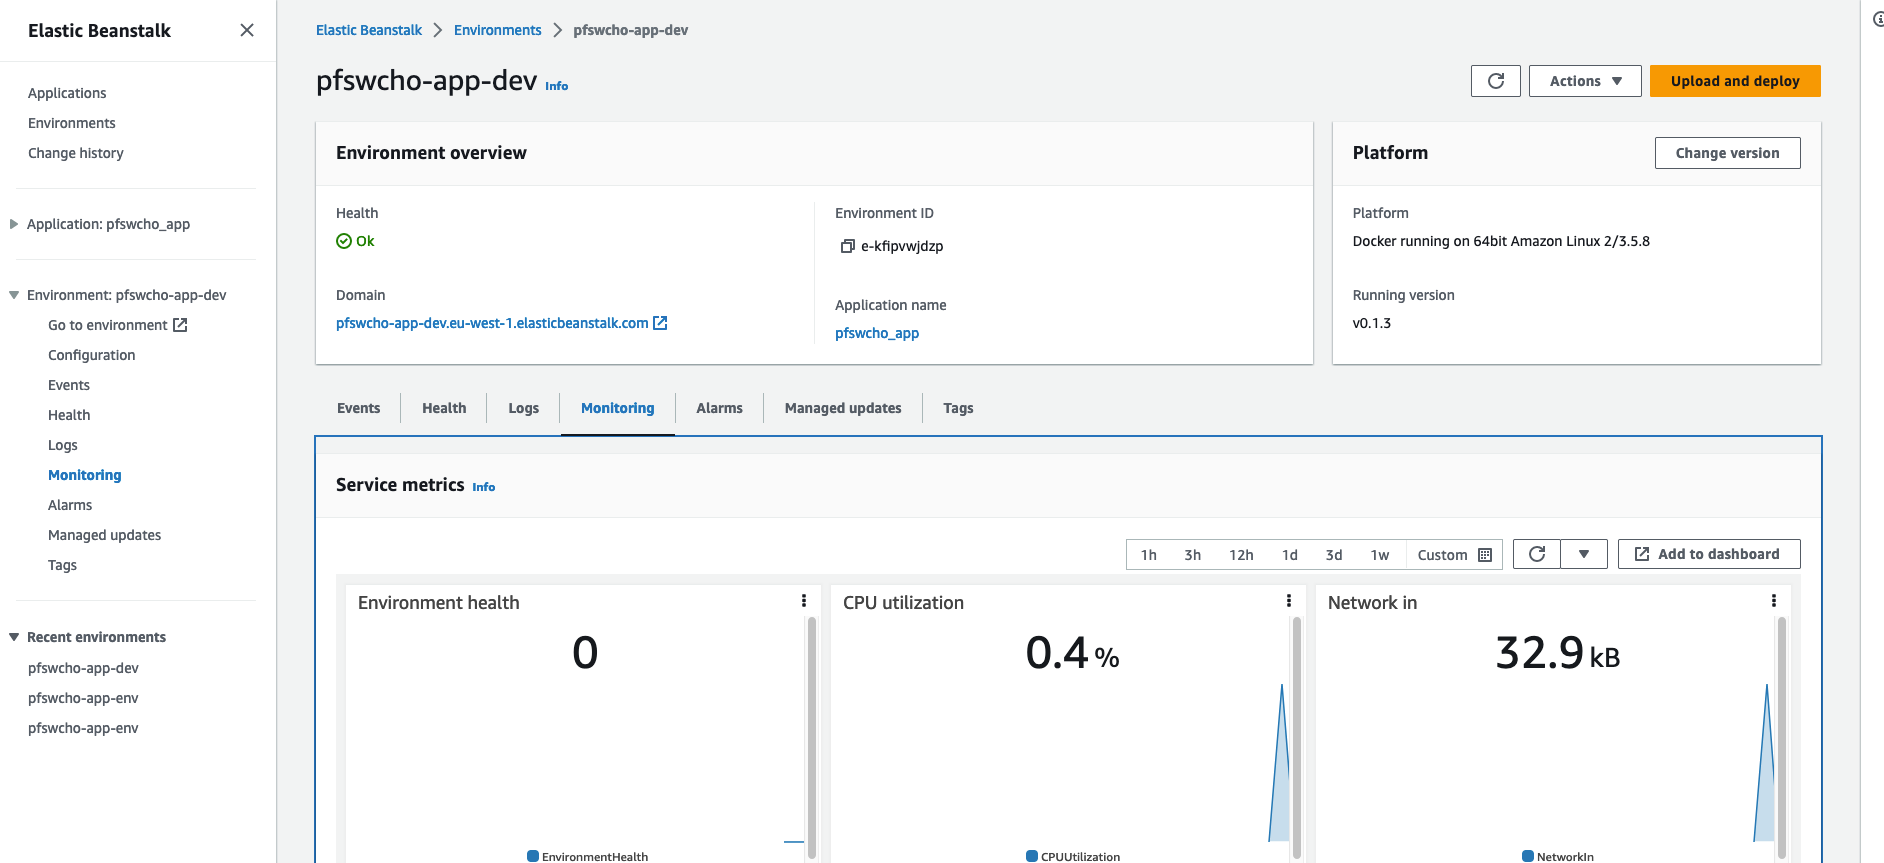 Elastic Beanstalk
Applications
Environments
Change history
Application: pfswcho_app
Environment: pfswcho-app-dev
Go to environment
Configuration
Events
Health
Logs
Monitoring
Alarms
Managed updates
Tags
Recent environments
pfswcho-app-dev
pfswcho-app-env
pfswcho-app-env
Elastic Beanstalk Environments pfswcho-app-dev
pfswcho-app-dev Info
Actions Upload and deploy
Environment overview
Health
Ok
Domain
pfswcho-app-dev.eu-west-1.elasticbeanstalk.com
Environment ID
e-kfipvwjdzp
Application name
pfswcho_app
Platform Change version
Platform
Docker running on 64bit Amazon Linux 2/3.5.8
Running version
v0.1.3
Events Health Logs Monitoring Alarms Managed updates Tags
Service metrics Info
1h 3h 12h 1d 3d 1w Custom Add to dashboard
Environment health
0
EnvironmentHealth
CPU utilization
0.4 %
CPUUtilization
Network in
32.9 kB
NetworkIn